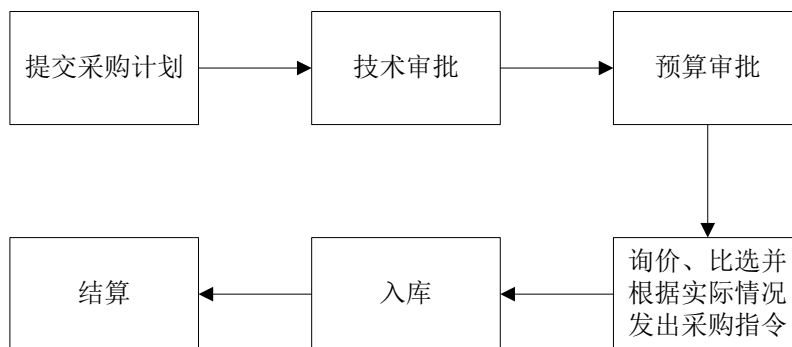 提交采购计划
技术审批
预算审批
询价、比选并
根据实际情况
发出采购指令
入库
结算